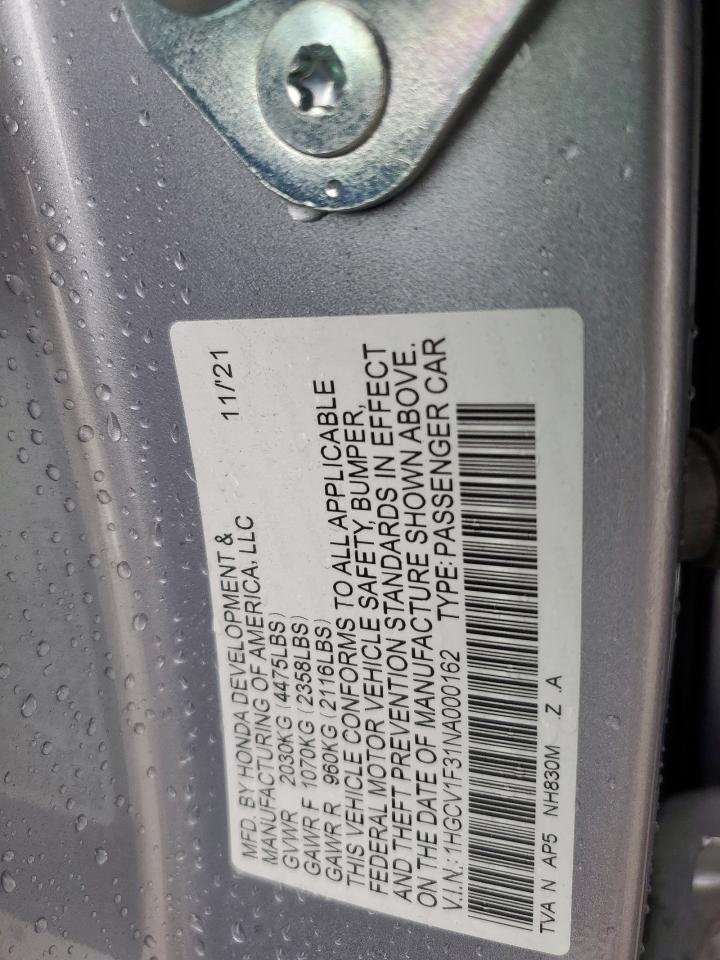 MFD. BY HONDA DEVELOPMENT &
MANUFACTURING OF AMERICA, LLC 11/'21
GVWR 2030KG (4475LBS)
GAWR F 1070KG (2358LBS)
GAWR R 960KG (2116LBS)
THIS VEHICLE CONFORMS TO ALL APPLICABLE
FEDERAL MOTOR VEHICLE SAFETY, BUMPER,
AND THEFT PREVENTION STANDARDS IN EFFECT
ON THE DATE OF MANUFACTURE SHOWN ABOVE.
V.I.N.: 1HGCV1F31NA000162 TYPE: PASSENGER CAR
TVA N AP5 NH830M .Z .A